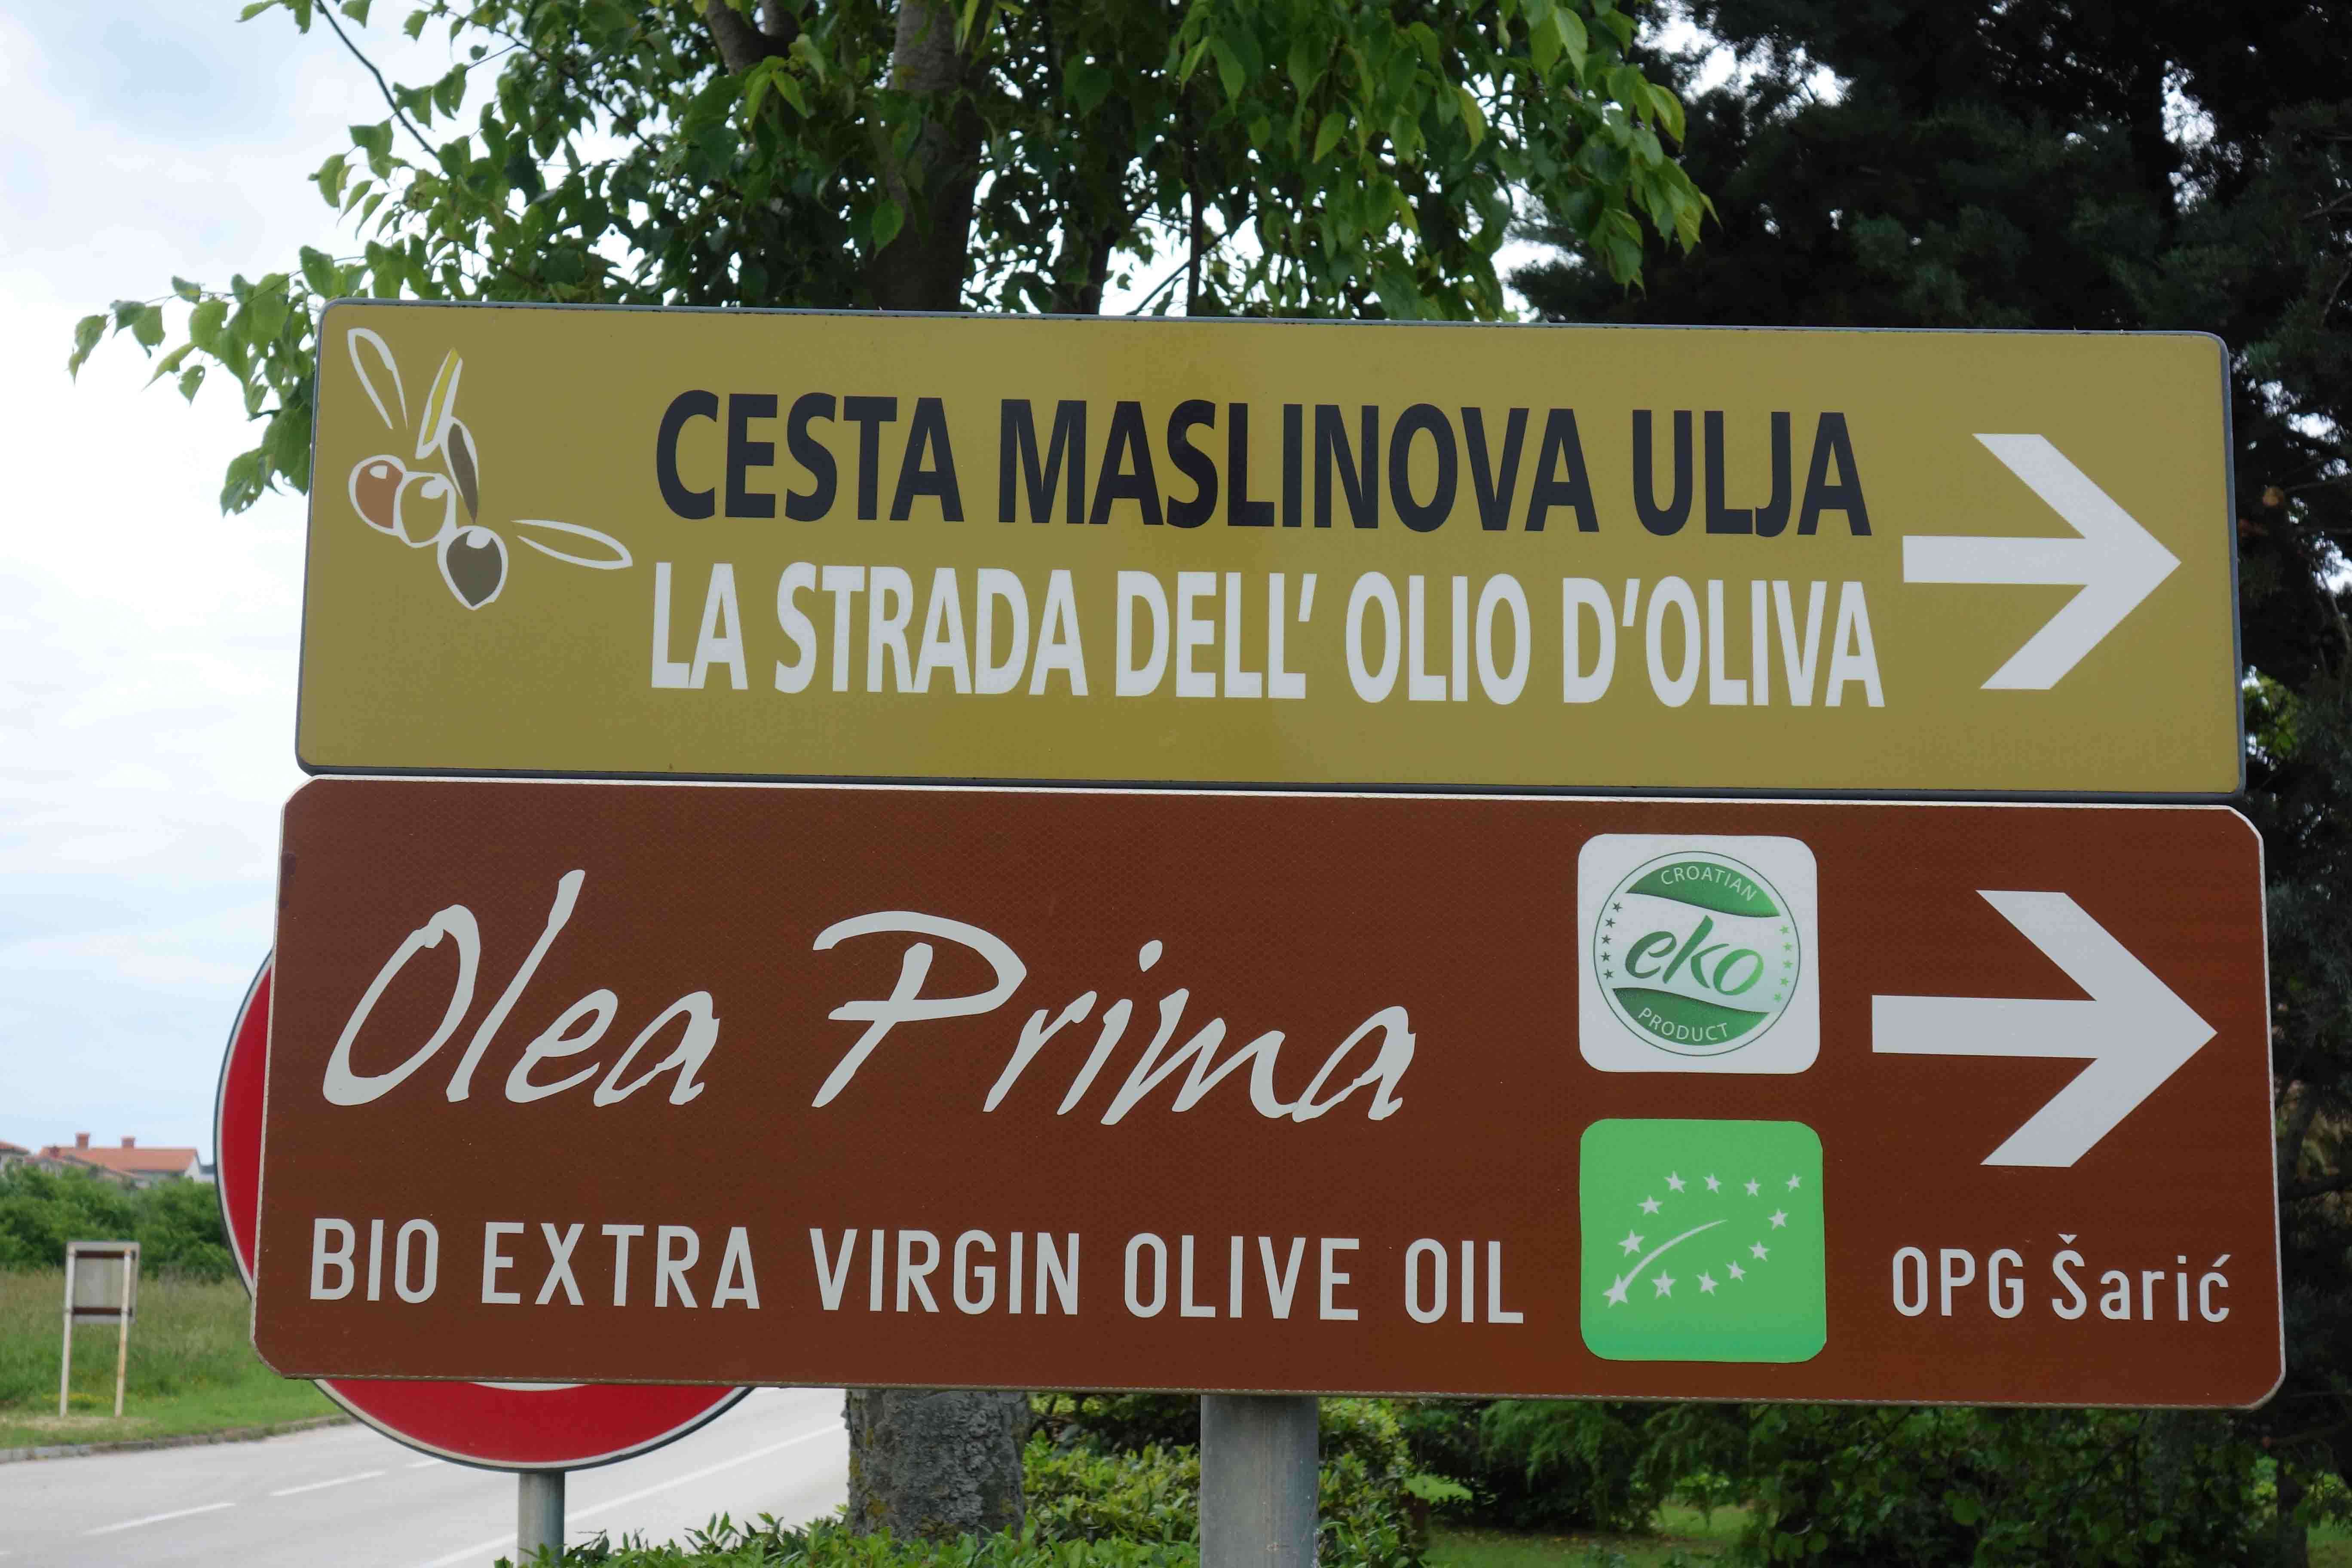 CESTA MASLINOVA ULJA
LA STRADA DELL' OLIO D'OLIVA
Olea Prima
CROATIAN
eko
PRODUCT
BIO EXTRA VIRGIN OLIVE OIL
OPG Šarić